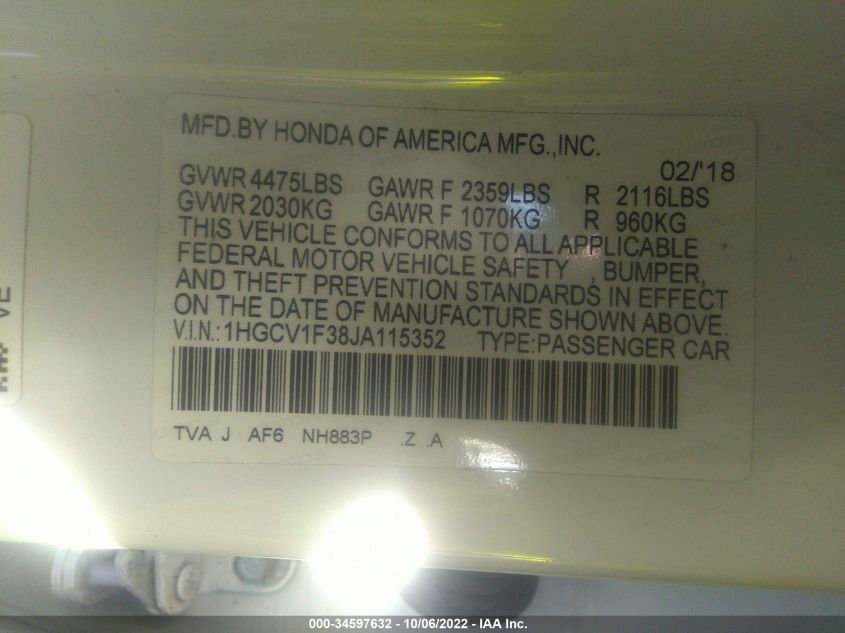 MFD.BY HONDA OF AMERICA MFG.,INC.
02/'18
GVWR 4475LBS GAWR F 2359LBS R 2116LBS
GVWR 2030KG GAWR F 1070KG R 960KG
THIS VEHICLE CONFORMS TO ALL APPLICABLE
FEDERAL MOTOR VEHICLE SAFETY , BUMPER,
AND THEFT PREVENTION STANDARDS IN EFFECT
ON THE DATE OF MANUFACTURE SHOWN ABOVE.
V.I.N.:1HGCV1F38JA115352 TYPE:PASSENGER CAR
TVA J AF6 NH883P .Z .A
VE
000-34597632 - 10/06/2022 - IAA Inc.